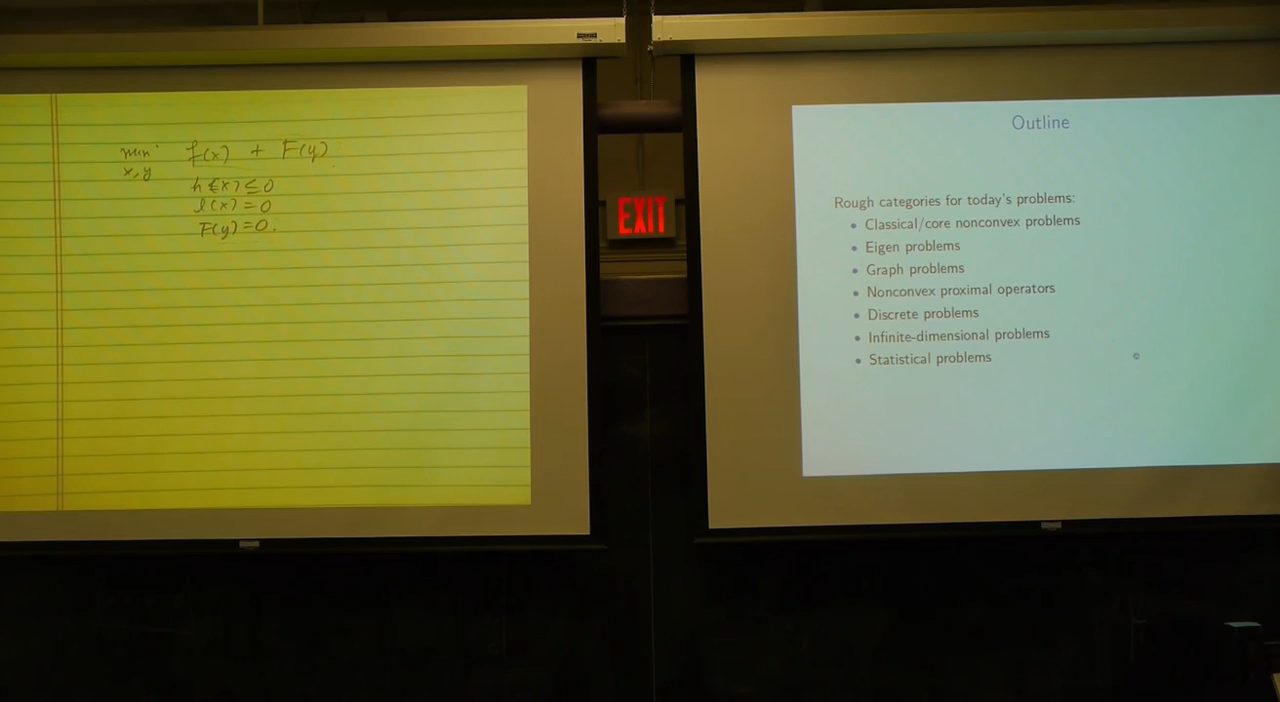 min f(x) + F(y)
x, y
h(x) ≤ 0
l(x) = 0
F(y) = 0.
EXIT
Outline
Rough categories for today's problems:
• Classical/core nonconvex problems
• Eigen problems
• Graph problems
• Nonconvex proximal operators
• Discrete problems
• Infinite-dimensional problems
• Statistical problems